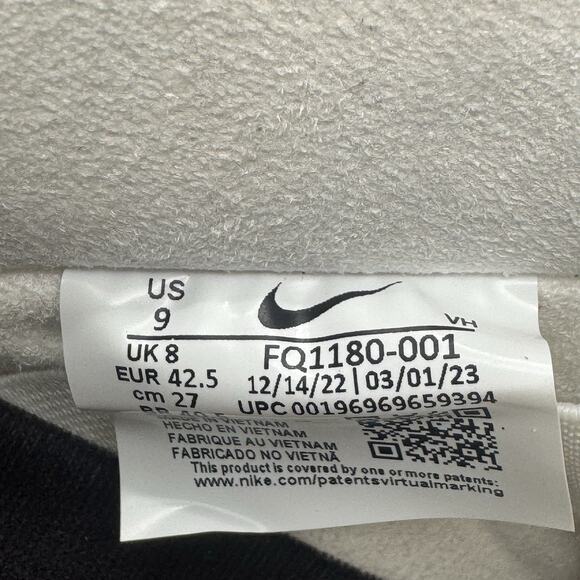 US
9
VH
UK 8
FQ1180-001
EUR 42.5
12/14/22 | 03/01/23
cm 27
UPC 00196969659394
VIETNAM
HECHO EN VIETNAM
FABRIQUE AU VIETNAM
FABRICADO NO VIETNÃ
This product is covered by one or more patents:
www.nike.com/patentsvirtualmarking